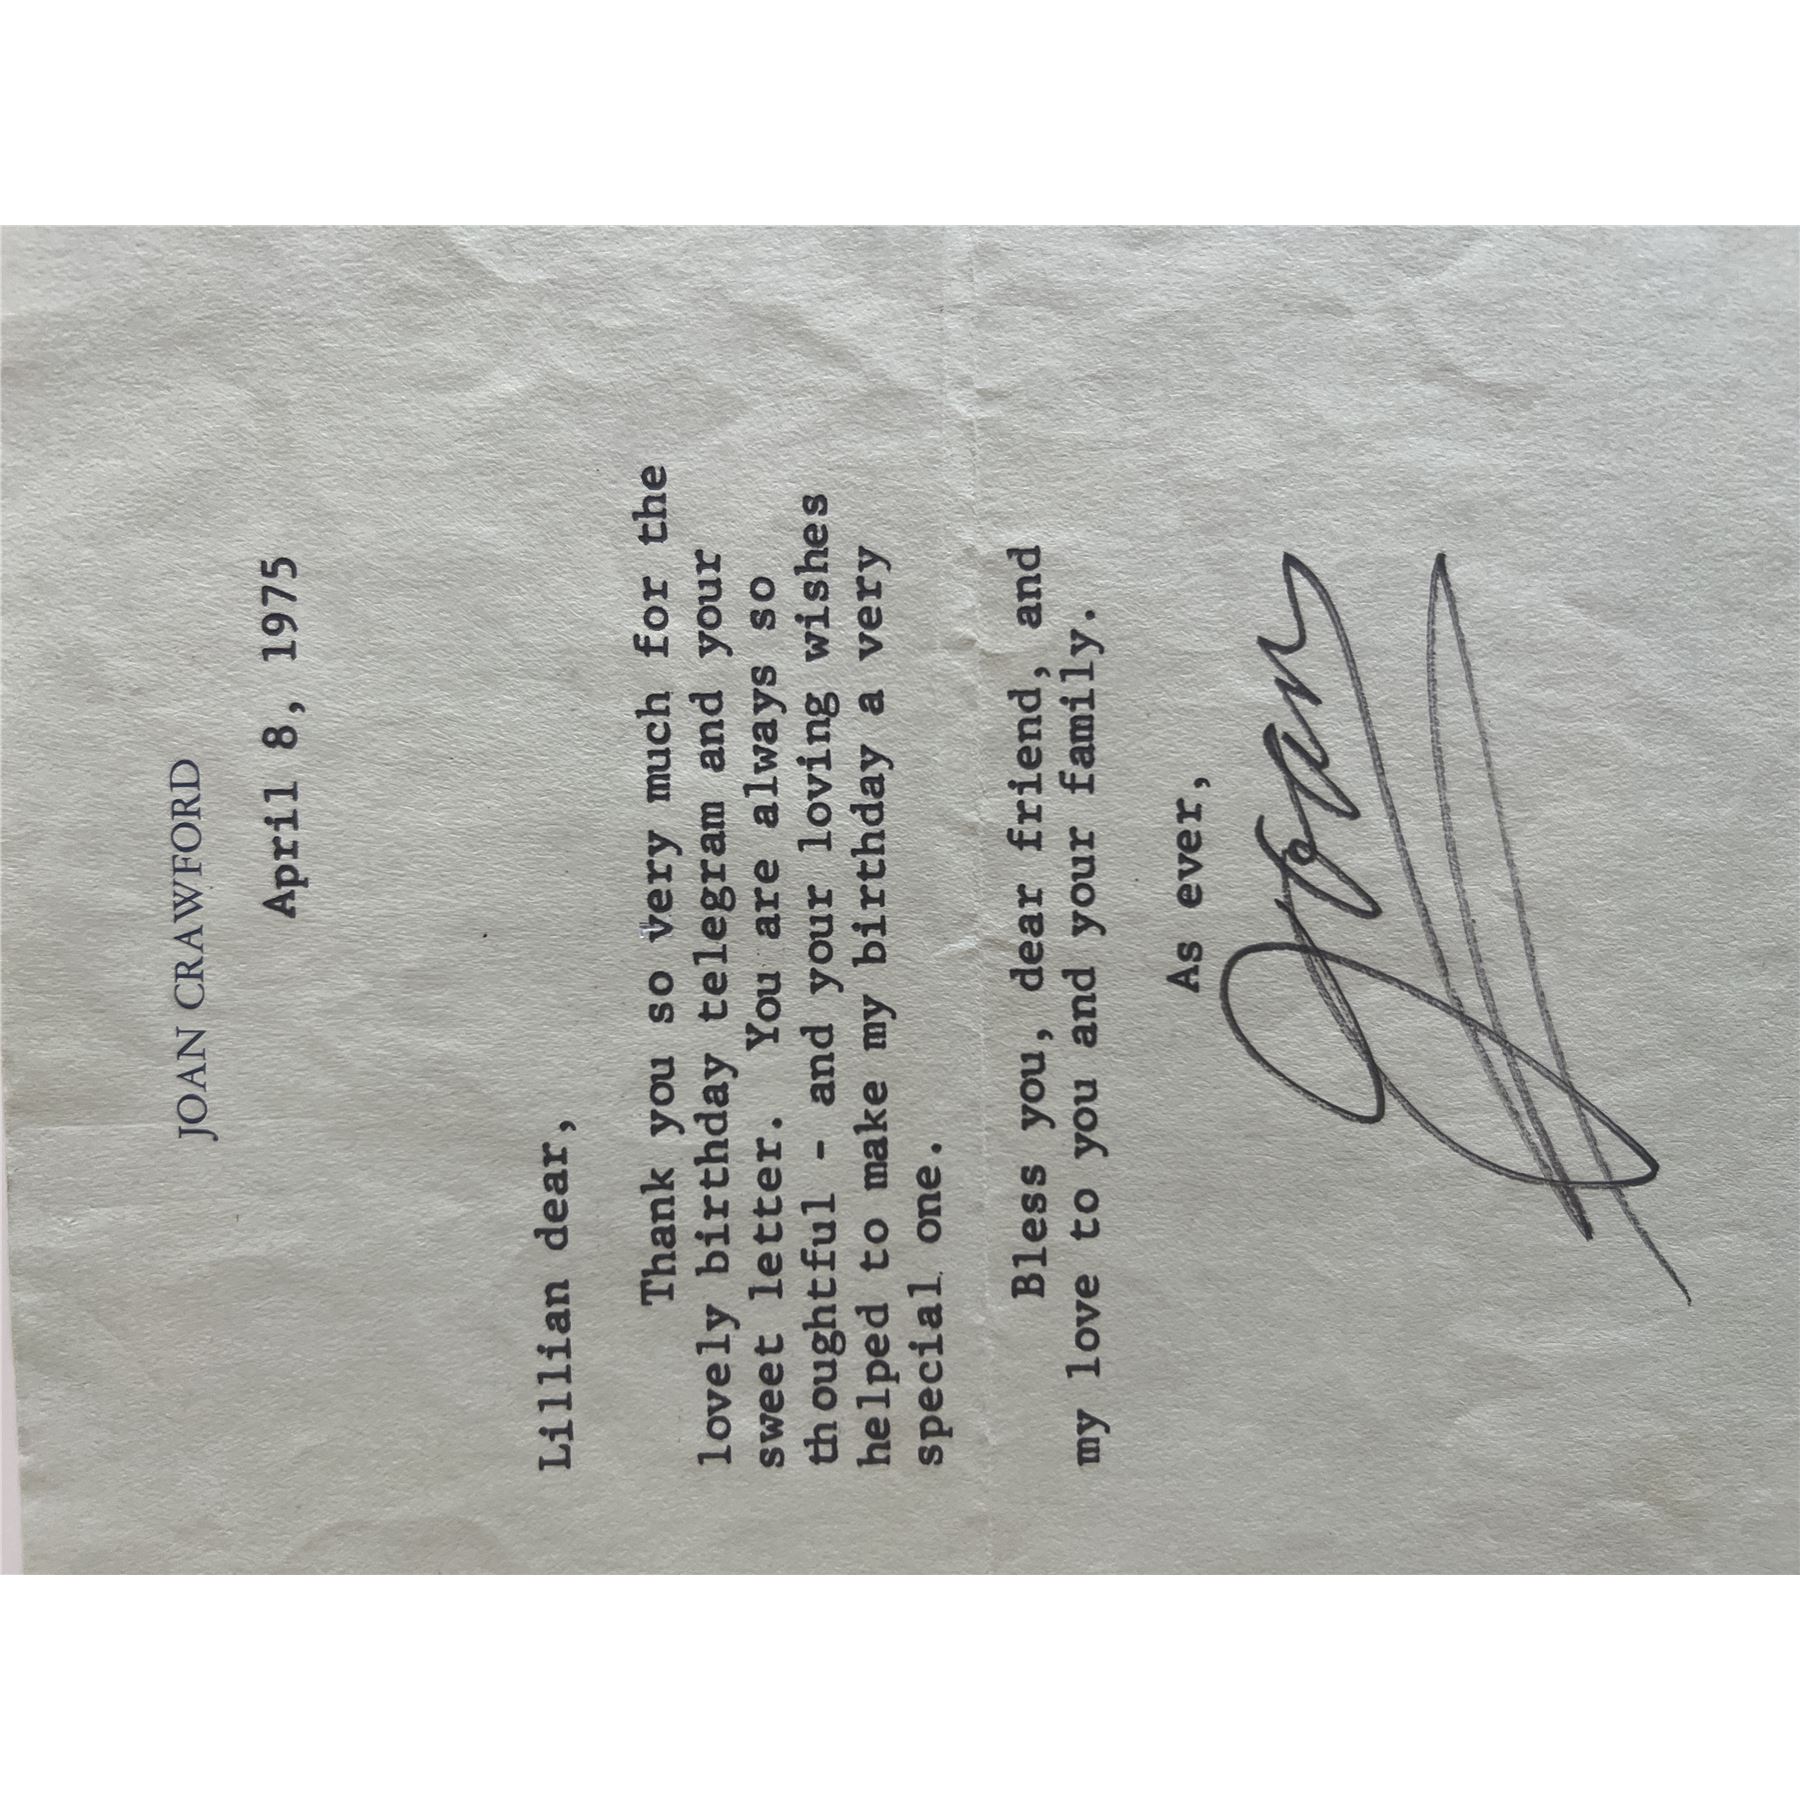 JOAN CRAWFORD
April 8, 1975
Lillian dear,
Thank you so very much for the
lovely birthday telegram and your
sweet letter. You are always so
thoughtful - and your loving wishes
helped to make my birthday a very
special one.
Bless you, dear friend, and
my love to you and your family.
As ever,
Joan